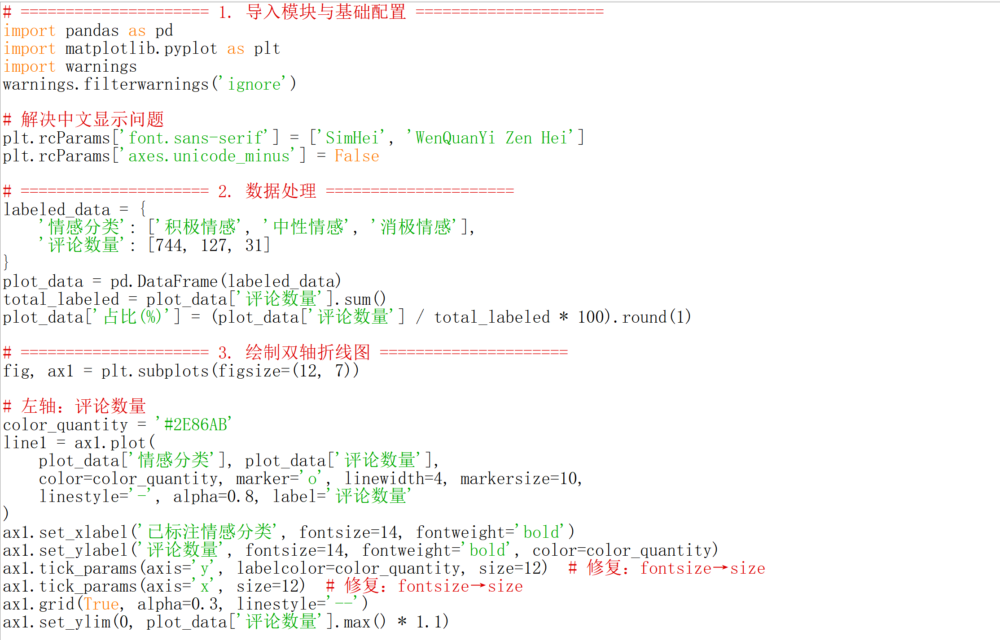 # ===================== 1. 导入模块与基础配置 =====================
import pandas as pd
import matplotlib.pyplot as plt
import warnings
warnings.filterwarnings('ignore')

# 解决中文显示问题
plt.rcParams['font.sans-serif'] = ['SimHei', 'WenQuanYi Zen Hei']
plt.rcParams['axes.unicode_minus'] = False

# ===================== 2. 数据处理 =====================
labeled_data = {
    '情感分类': ['积极情感', '中性情感', '消极情感'],
    '评论数量': [744, 127, 31]
}
plot_data = pd.DataFrame(labeled_data)
total_labeled = plot_data['评论数量'].sum()
plot_data['占比(%)'] = (plot_data['评论数量'] / total_labeled * 100).round(1)

# ===================== 3. 绘制双轴折线图 =====================
fig, ax1 = plt.subplots(figsize=(12, 7))

# 左轴：评论数量
color_quantity = '#2E86AB'
line1 = ax1.plot(
    plot_data['情感分类'], plot_data['评论数量'],
    color=color_quantity, marker='o', linewidth=4, markersize=10,
    linestyle='-', alpha=0.8, label='评论数量'
)
ax1.set_xlabel('已标注情感分类', fontsize=14, fontweight='bold')
ax1.set_ylabel('评论数量', fontsize=14, fontweight='bold', color=color_quantity)
ax1.tick_params(axis='y', labelcolor=color_quantity, size=12)  # 修复：fontsize→size
ax1.tick_params(axis='x', size=12)  # 修复：fontsize→size
ax1.grid(True, alpha=0.3, linestyle='--')
ax1.set_ylim(0, plot_data['评论数量'].max() * 1.1)